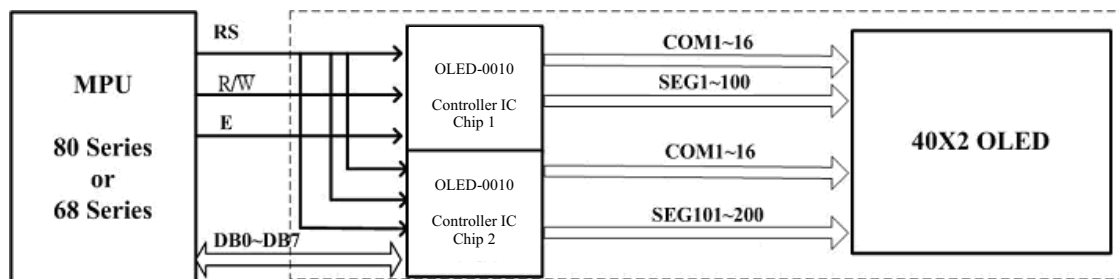 MPU
80 Series
or
68 Series
RS
R/W̅
E
DB0~DB7
OLED-0010
Controller IC
Chip 1
OLED-0010
Controller IC
Chip 2
COM1~16
SEG1~100
COM1~16
SEG101~200
40X2 OLED